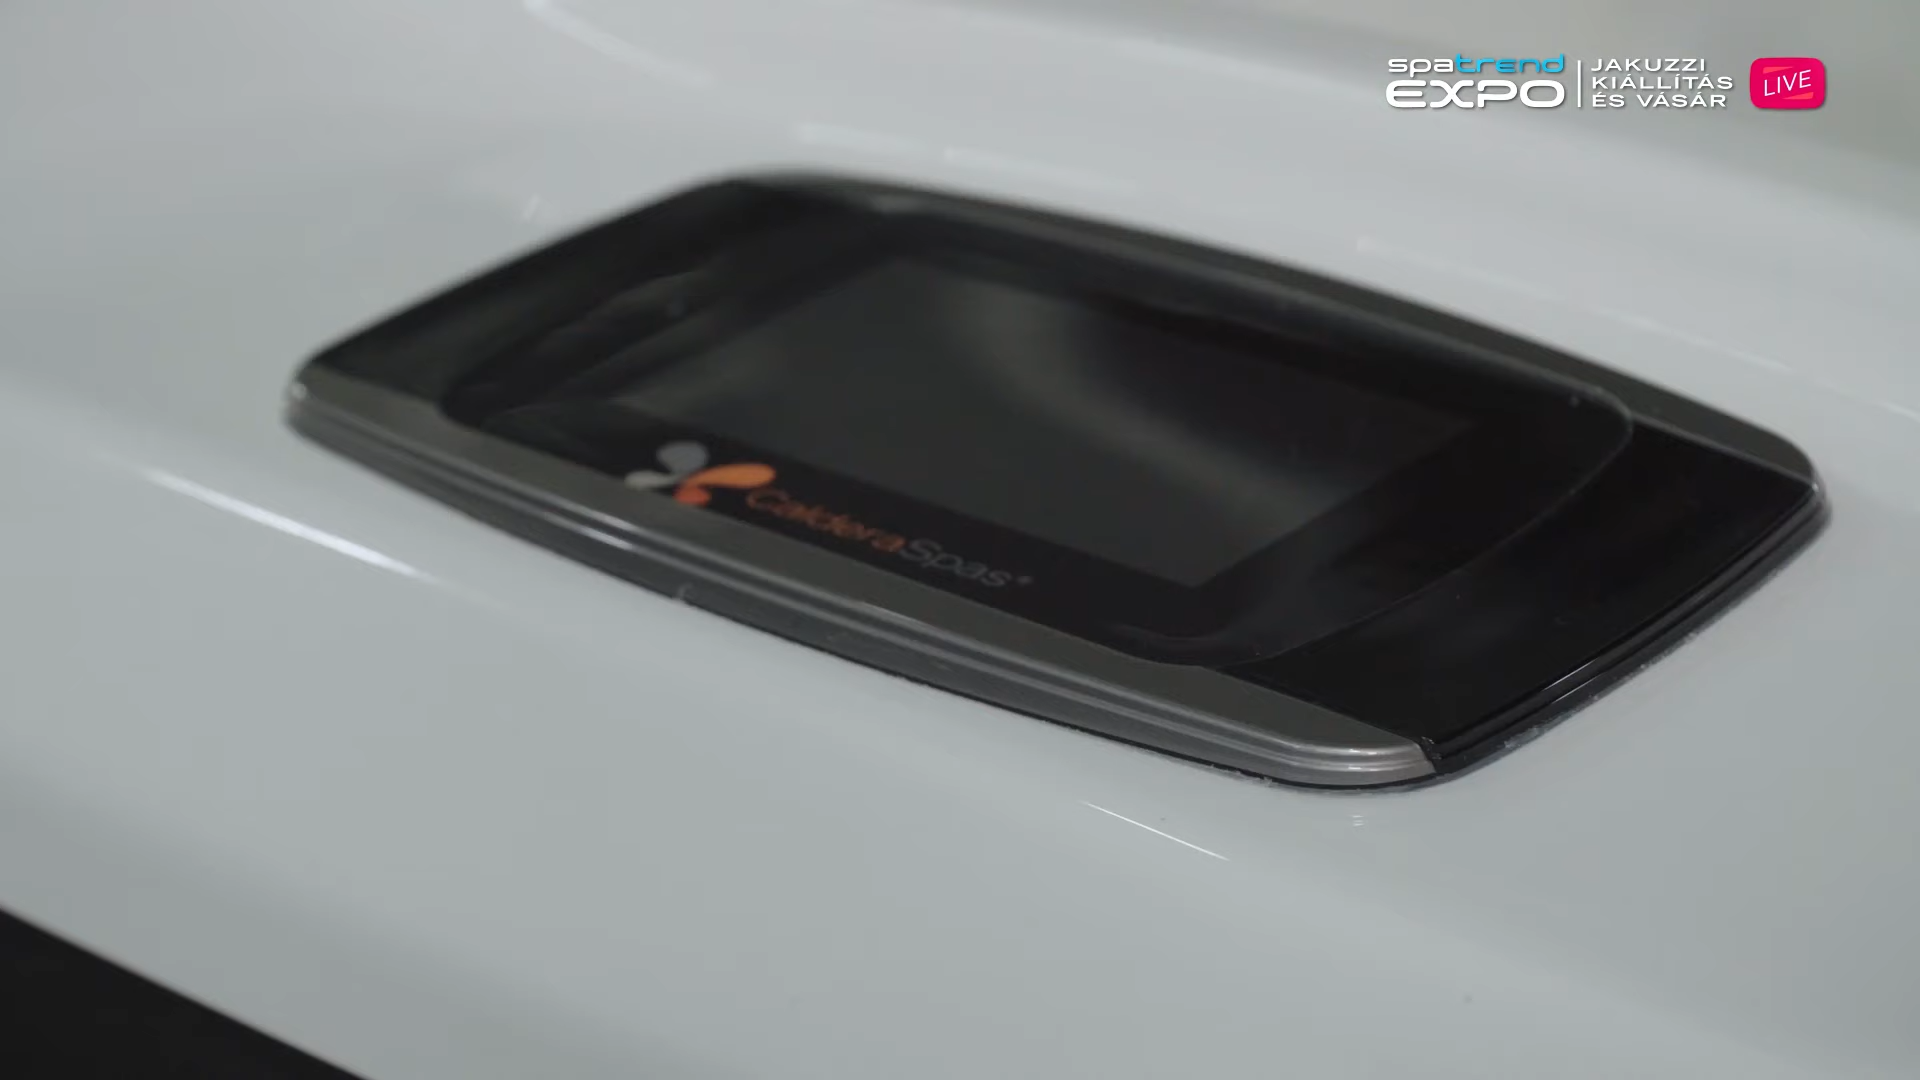 spatrend
EXPO
JAKUZZI
KIÁLLÍTÁS
ÉS VÁSÁR
LIVE
CalderaSpas